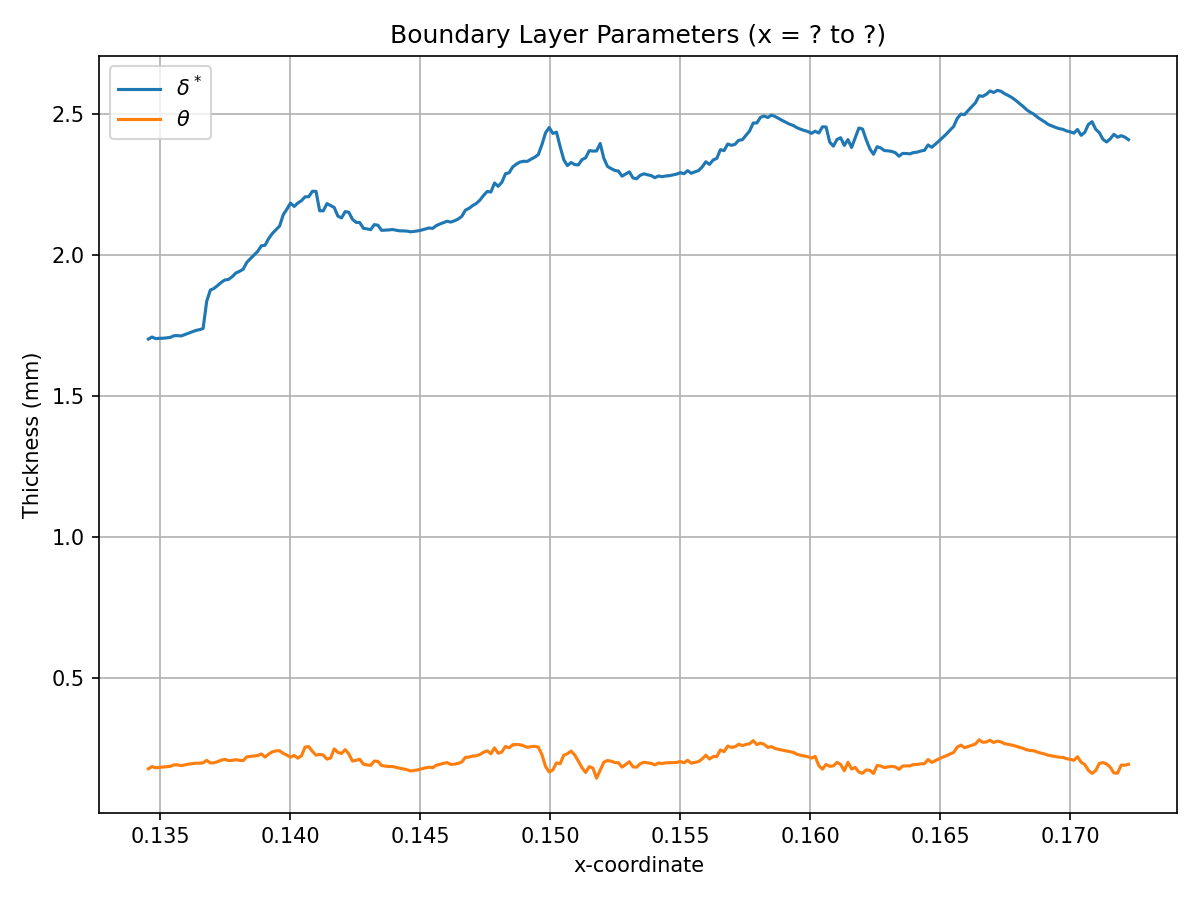 Boundary Layer Parameters (x = ? to ?)
δ*
θ
Thickness (mm)
2.5
2.0
1.5
1.0
0.5
0.135 0.140 0.145 0.150 0.155 0.160 0.165 0.170
x-coordinate